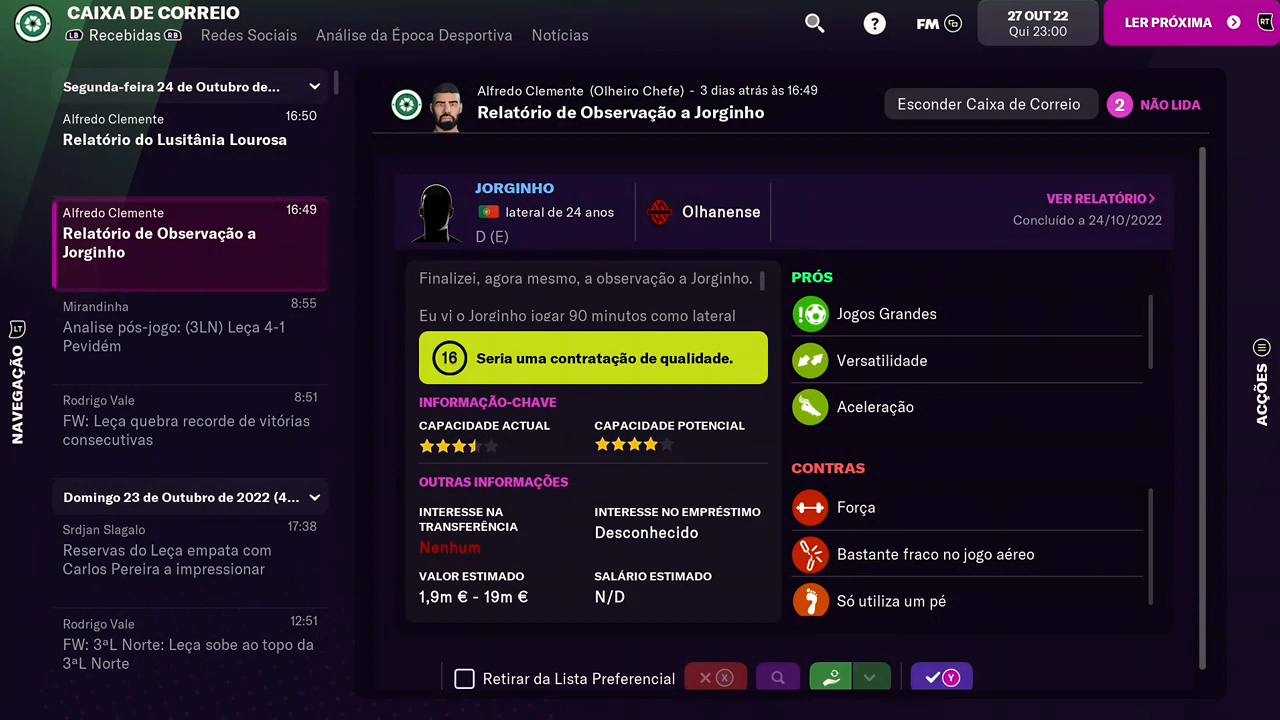 CAIXA DE CORREIO
LB Recebidas RB Redes Sociais Análise da Época Desportiva Notícias
FM
27 OUT 22
Qui 23:00
LER PRÓXIMA
RT
NAVEGAÇÃO LT
Segunda-feira 24 de Outubro de...
Alfredo Clemente 16:50
Relatório do Lusitânia Lourosa
Alfredo Clemente 16:49
Relatório de Observação a
Jorginho
Mirandinha 8:55
Analise pós-jogo: (3LN) Leça 4-1
Pevidém
Rodrigo Vale 8:51
FW: Leça quebra recorde de vitórias
consecutivas
Domingo 23 de Outubro de 2022 (4...
Srdjan Slagalo 17:38
Reservas do Leça empata com
Carlos Pereira a impressionar
Rodrigo Vale 12:51
FW: 3ªL Norte: Leça sobe ao topo da
3ªL Norte
Alfredo Clemente (Olheiro Chefe) - 3 dias atrás às 16:49
Relatório de Observação a Jorginho
Esconder Caixa de Correio
2 NÃO LIDA
JORGINHO
lateral de 24 anos
D (E)
Olhanense
VER RELATÓRIO>
Concluído a 24/10/2022
Finalizei, agora mesmo, a observação a Jorginho.
Eu vi o Jorginho jogar 90 minutos como lateral
16 Seria uma contratação de qualidade.
INFORMAÇÃO-CHAVE
CAPACIDADE ACTUAL CAPACIDADE POTENCIAL
OUTRAS INFORMAÇÕES
INTERESSE NA
TRANSFERÊNCIA
Nenhum
INTERESSE NO EMPRÉSTIMO
Desconhecido
VALOR ESTIMADO
1,9m € - 19m €
SALÁRIO ESTIMADO
N/D
PRÓS
Jogos Grandes
Versatilidade
Aceleração
CONTRAS
Força
Bastante fraco no jogo aéreo
Só utiliza um pé
Retirar da Lista Preferencial
X
Y
ACÇÕES